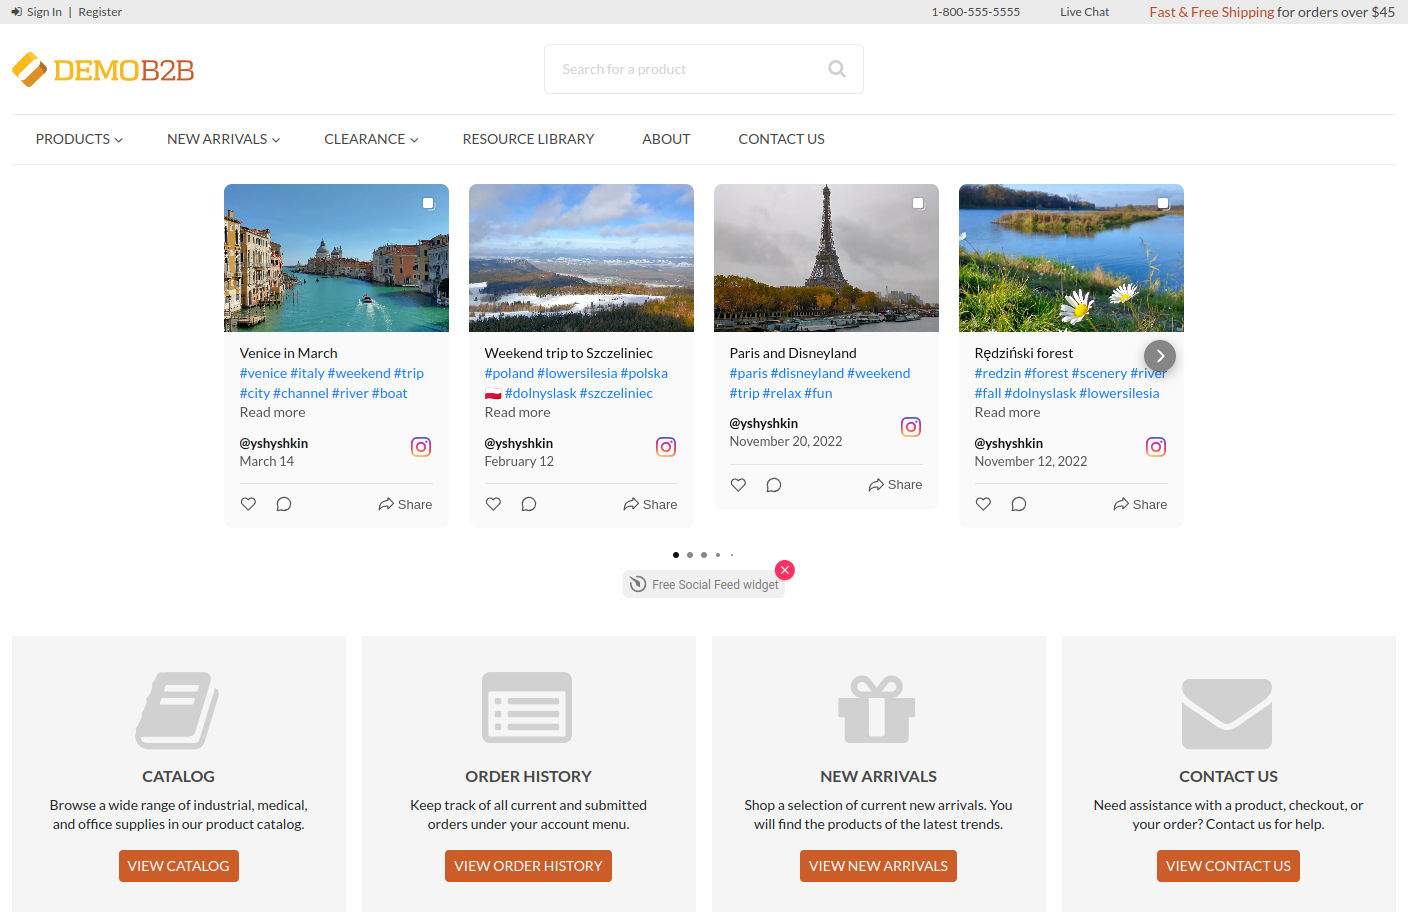 Sign In | Register
1-800-555-5555
Live Chat
Fast & Free Shipping for orders over $45
DEMOB2B
Search for a product
PRODUCTS
NEW ARRIVALS
CLEARANCE
RESOURCE LIBRARY
ABOUT
CONTACT US
Venice in March
#venice #italy #weekend #trip
#city #channel #river #boat
Read more
@yshyshkin
March 14
Share
Weekend trip to Szczeliniec
#poland #lowersilesia #polska
🇵🇱 #dolnyslask #szczeliniec
Read more
@yshyshkin
February 12
Share
Paris and Disneyland
#paris #disneyland #weekend
#trip #relax #fun
@yshyshkin
November 20, 2022
Share
Rędziński forest
#redzin #forest #scenery #river
#fall #dolnyslask #lowersilesia
Read more
@yshyshkin
November 12, 2022
Share
Free Social Feed widget
CATALOG
Browse a wide range of industrial, medical,
and office supplies in our product catalog.
VIEW CATALOG
ORDER HISTORY
Keep track of all current and submitted
orders under your account menu.
VIEW ORDER HISTORY
NEW ARRIVALS
Shop a selection of current new arrivals. You
will find the products of the latest trends.
VIEW NEW ARRIVALS
CONTACT US
Need assistance with a product, checkout, or
your order? Contact us for help.
VIEW CONTACT US